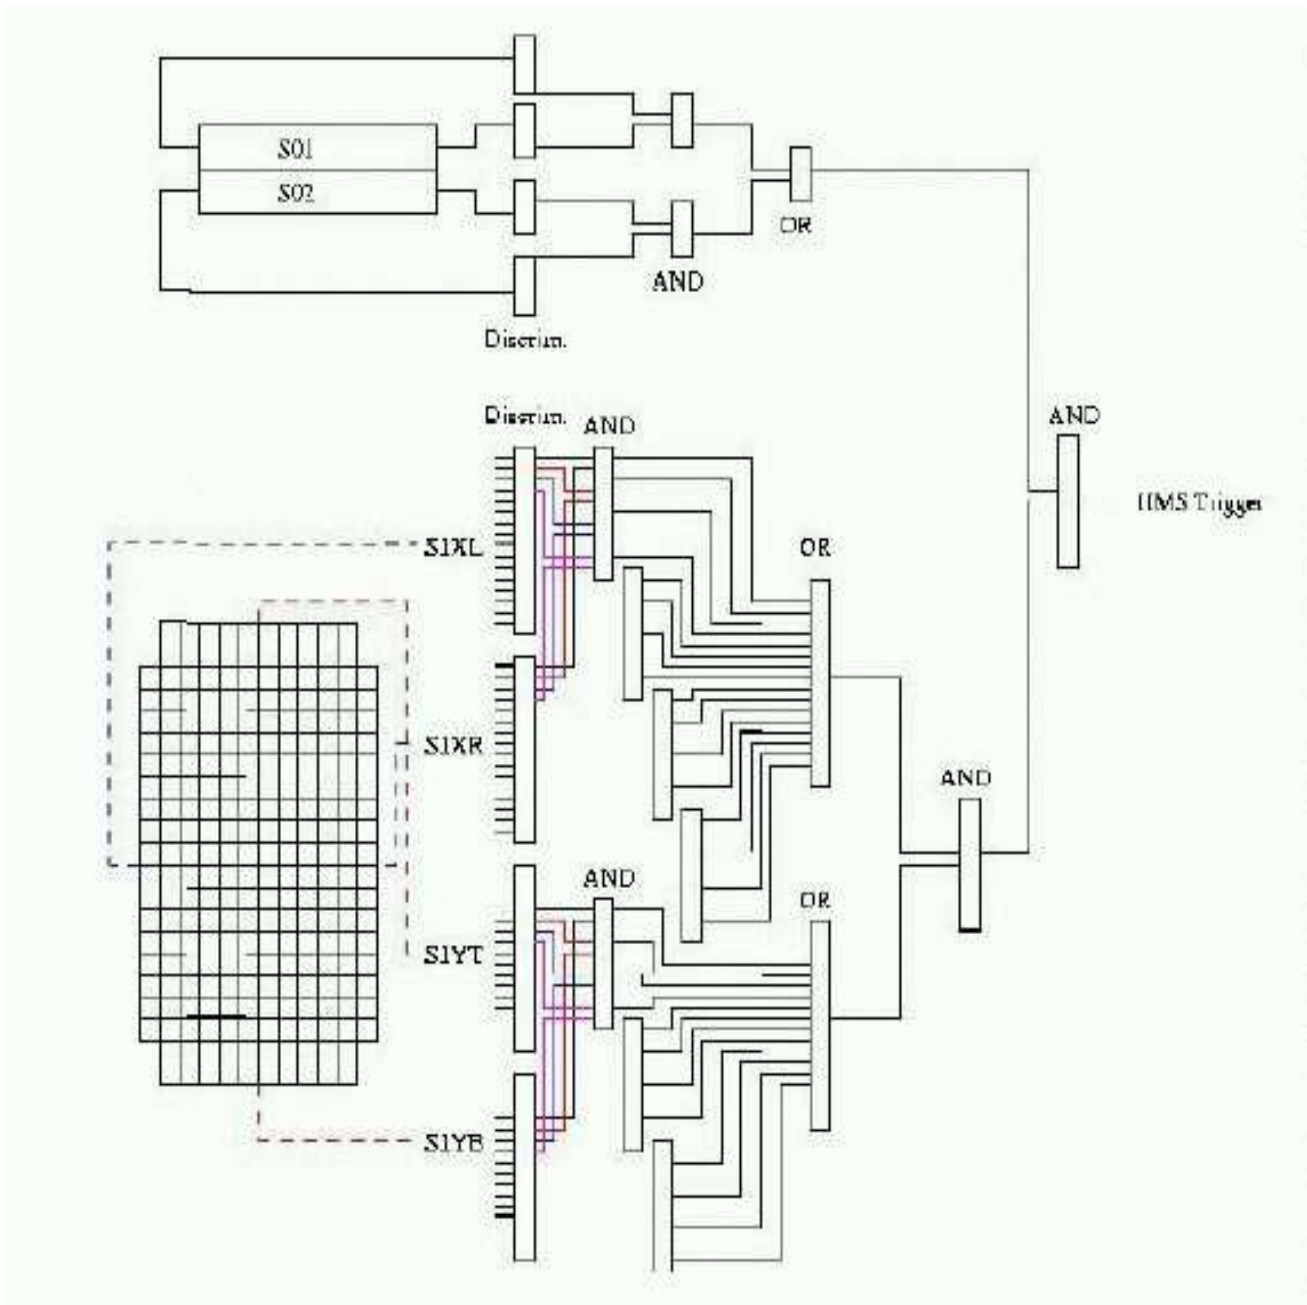 S01
S02
OR
AND
Discrim.
Discrim.
AND
AND
HMS Trigger
S1XL
OR
S1XR
AND
AND
OR
S1YT
S1YB